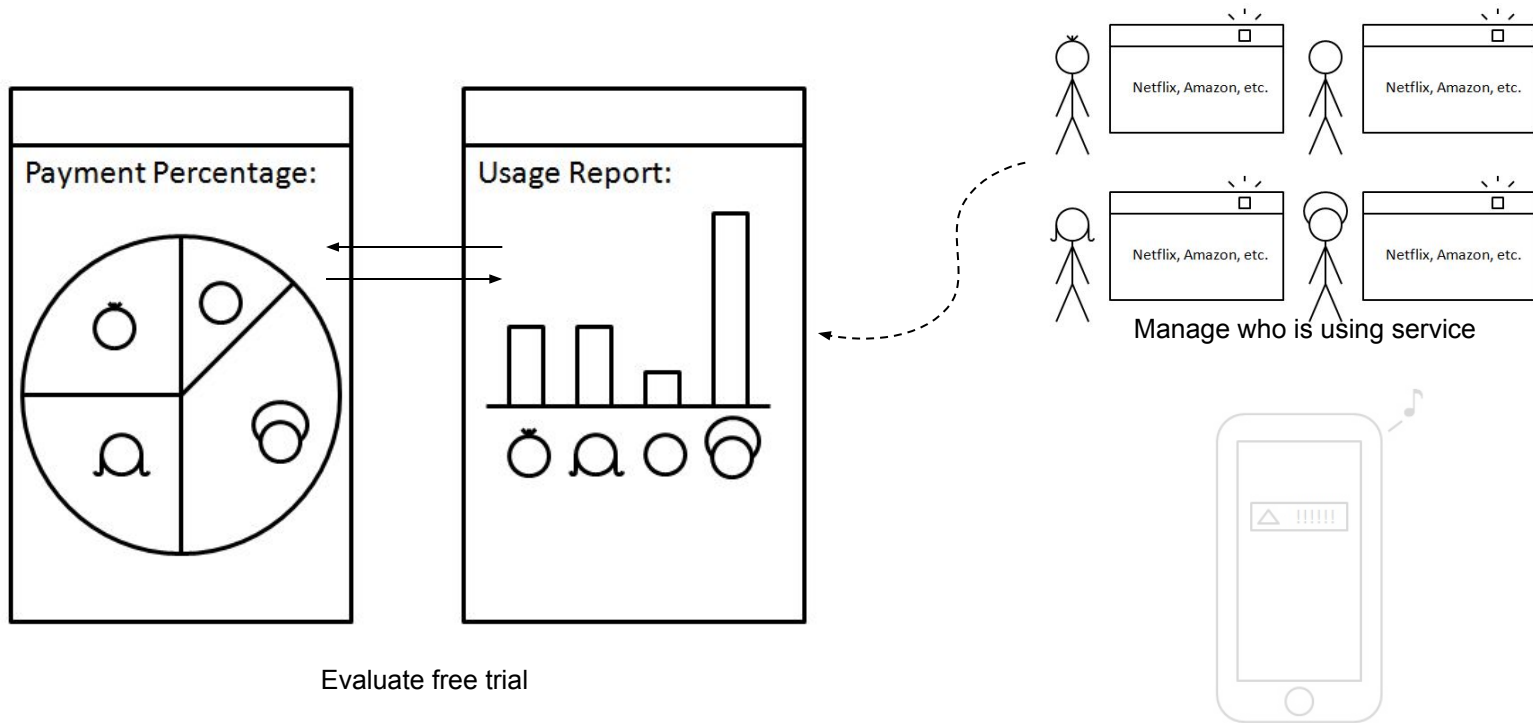 Payment Percentage:
Usage Report:
Netflix, Amazon, etc.
Netflix, Amazon, etc.
Netflix, Amazon, etc.
Netflix, Amazon, etc.
Manage who is using service
!!!!!!
Evaluate free trial